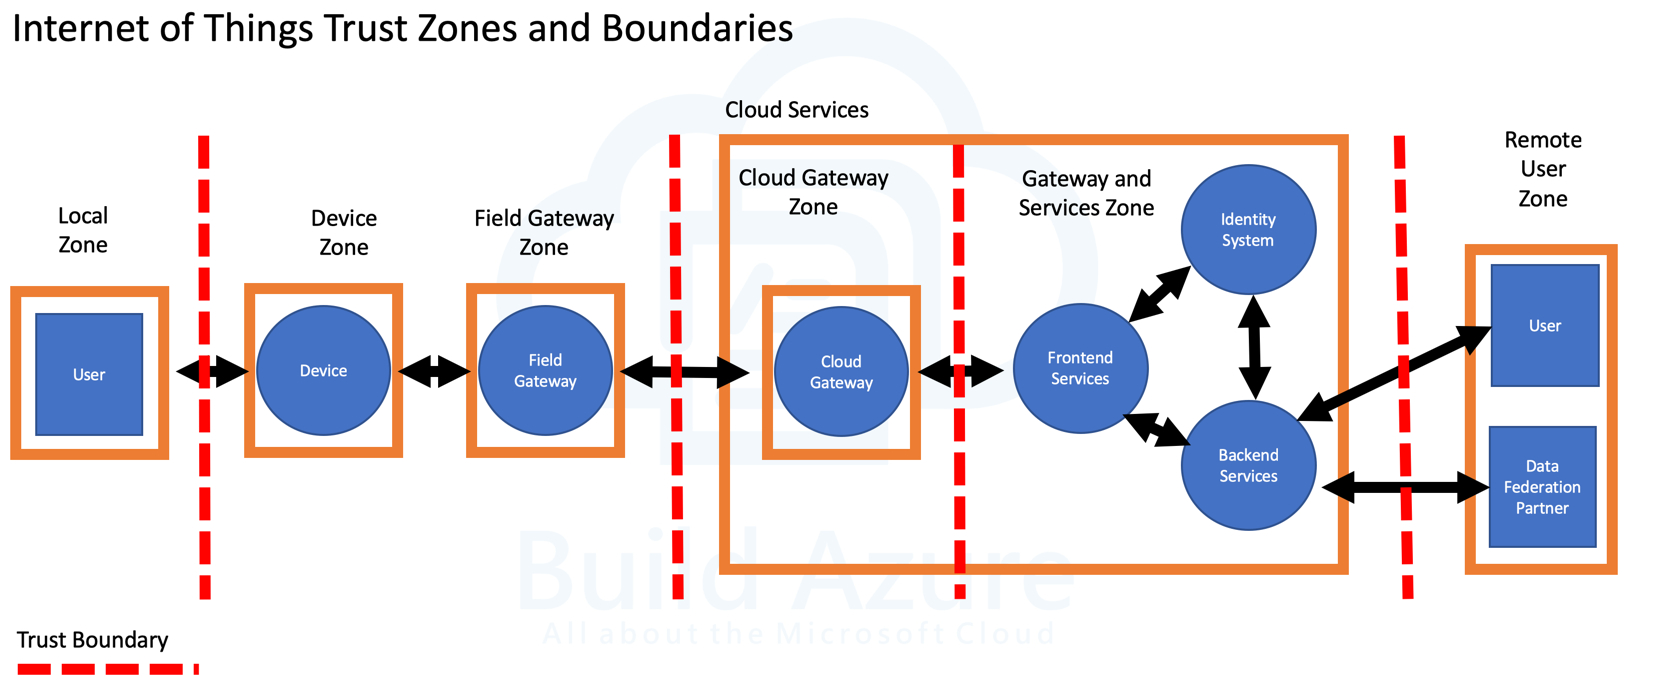 Internet of Things Trust Zones and Boundaries
Cloud Services
Local
Zone
Device
Zone
Field Gateway
Zone
Cloud Gateway
Zone
Gateway and
Services Zone
Remote
User
Zone
User
Device
Field
Gateway
Cloud
Gateway
Frontend
Services
Identity
System
Backend
Services
User
Data
Federation
Partner
Build Azure
All about the Microsoft Cloud
Trust Boundary